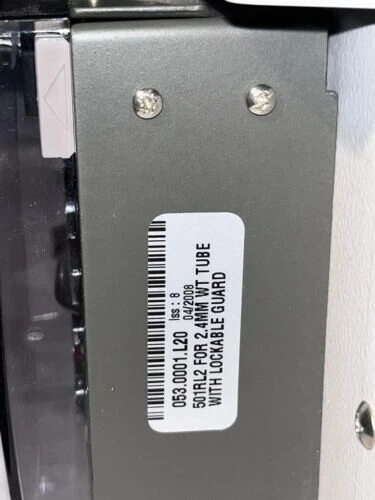 053.0001.L20 Iss : 8
04/2008
501RL2 FOR 2.4MM WT TUBE
WITH LOCKABLE GUARD